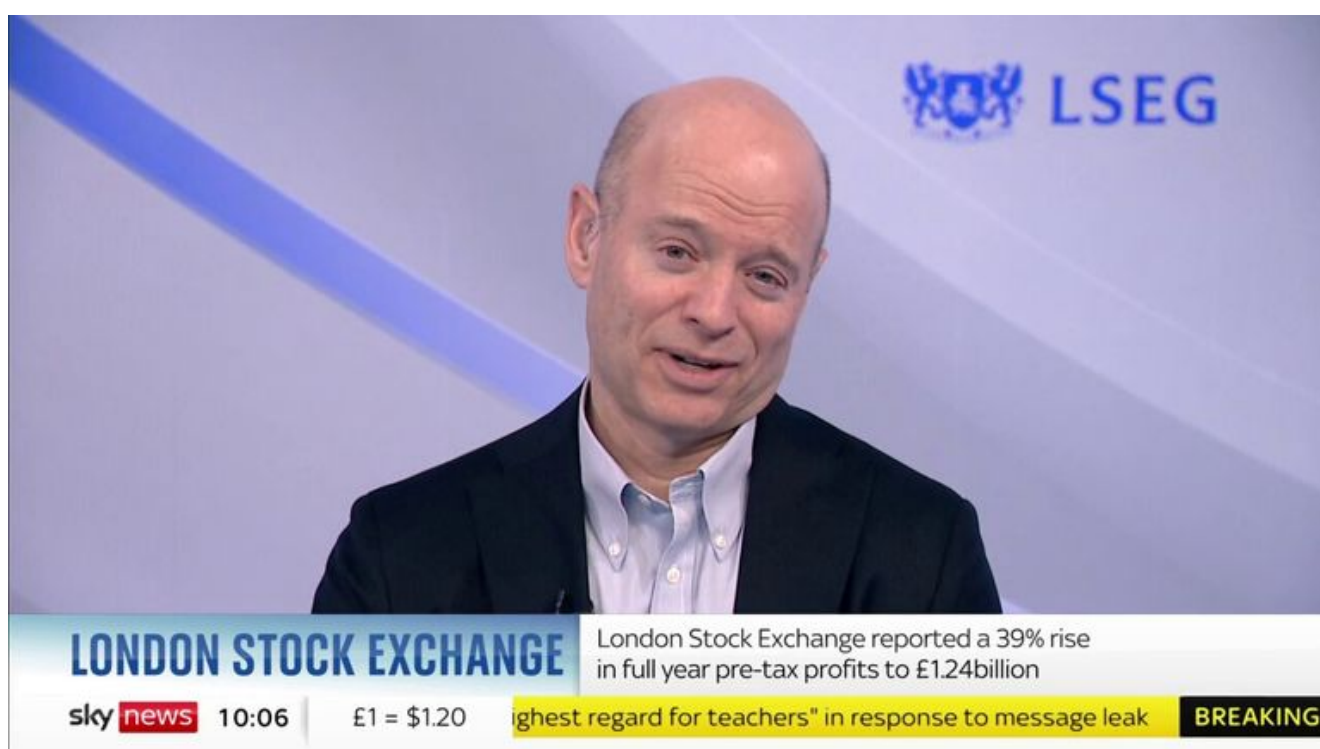 LSEG
LONDON STOCK EXCHANGE
London Stock Exchange reported a 39% rise
in full year pre-tax profits to £1.24billion
sky news 10:06 £1 = $1.20 ighest regard for teachers" in response to message leak BREAKING